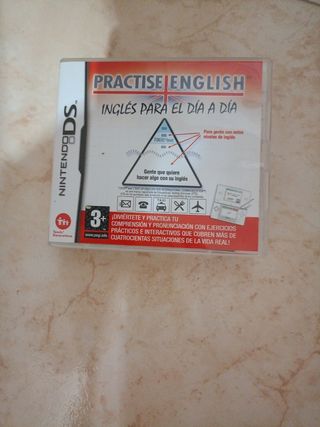 PRACTISE ENGLISH
INGLÉS PARA EL DÍA A DÍA
NINTENDO DS
Para gente con estos
niveles de inglés
Gente que quiere
hacer algo con su inglés
3+
www.pegi.info
¡DIVIÉRTETE Y PRACTICA TU
COMPRENSIÓN Y PRONUNCIACIÓN CON EJERCICIOS
PRÁCTICOS E INTERACTIVOS QUE CUBREN MÁS DE
CUATROCIENTAS SITUACIONES DE LA VIDA REAL!